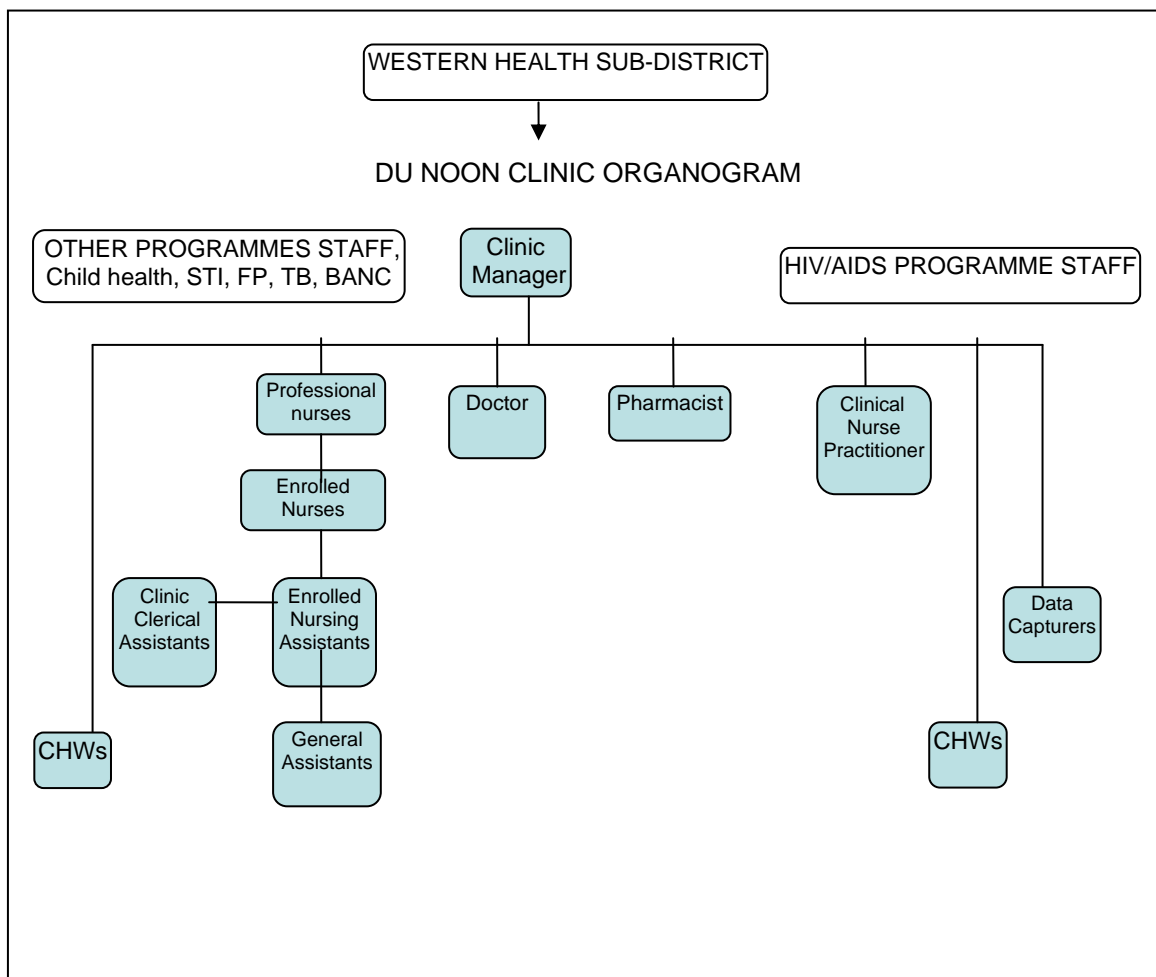 WESTERN HEALTH SUB-DISTRICT
DU NOON CLINIC ORGANOGRAM
OTHER PROGRAMMES STAFF,
Child health, STI, FP, TB, BANC
Clinic
Manager
HIV/AIDS PROGRAMME STAFF
Professional
nurses
Doctor
Pharmacist
Clinical
Nurse
Practitioner
Enrolled
Nurses
Clinic
Clerical
Assistants
Enrolled
Nursing
Assistants
Data
Capturers
CHWs
General
Assistants
CHWs